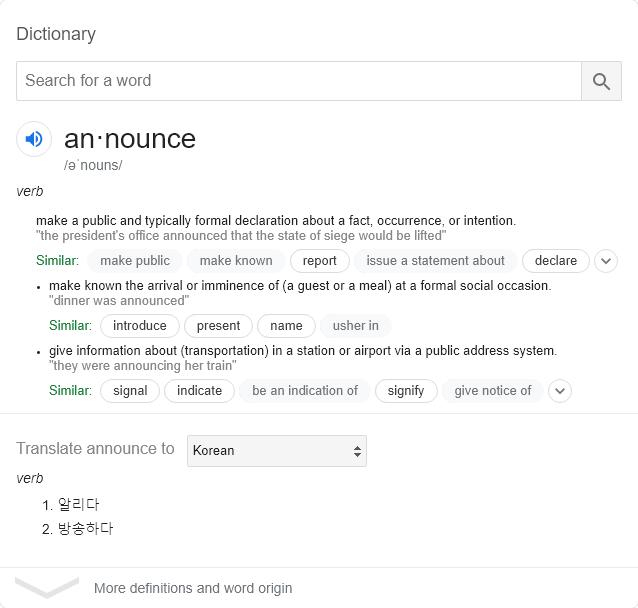 Dictionary
Search for a word
an·nounce
/əˈnouns/
verb
make a public and typically formal declaration about a fact, occurrence, or intention.
"the president's office announced that the state of siege would be lifted"
Similar: make public make known report issue a statement about declare
• make known the arrival or imminence of (a guest or a meal) at a formal social occasion.
"dinner was announced"
Similar: introduce present name usher in
• give information about (transportation) in a station or airport via a public address system.
"they were announcing her train"
Similar: signal indicate be an indication of signify give notice of
Translate announce to Korean
verb
1. 알리다
2. 방송하다
More definitions and word origin